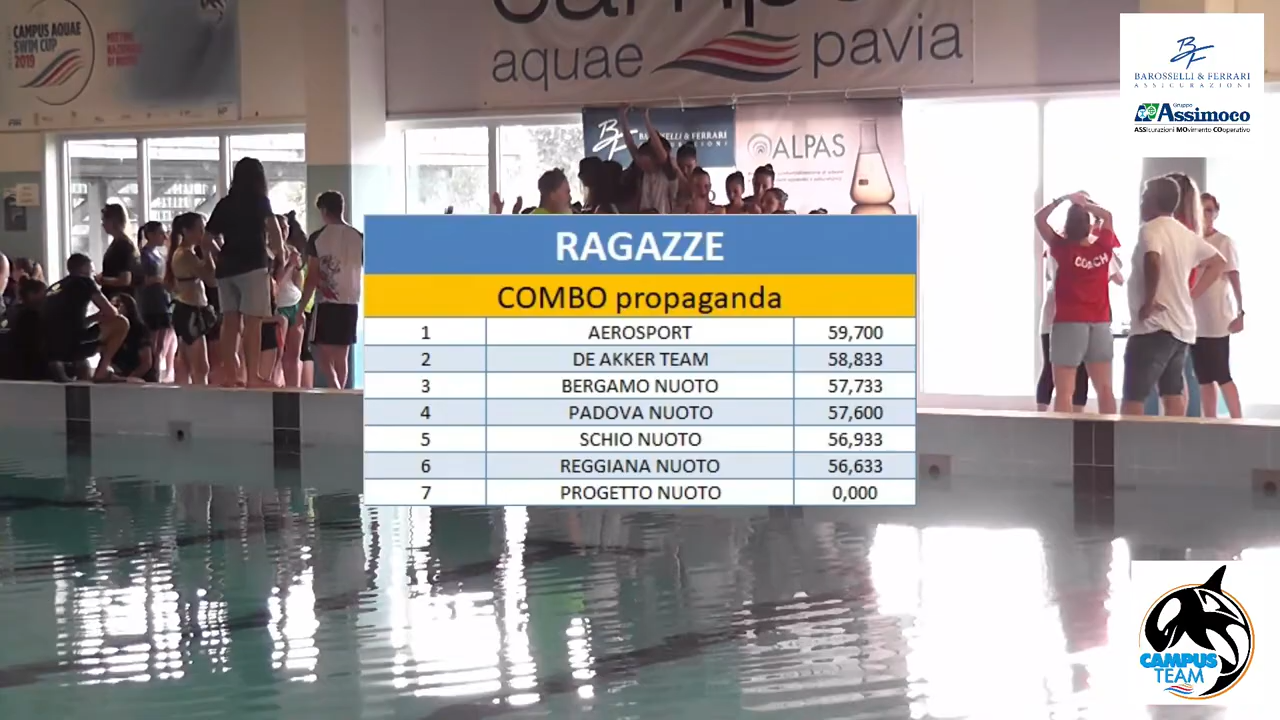 CAMPUS AQUAE
SWIM CUP
2019
aquae pavia
BAROSSELLI & FERRARI
ALPAS
BF
BAROSSELLI & FERRARI
ASSICURAZIONI
Gruppo
Assimoco
ASSIcurazioni MOvimento COoperativo
COACH
RAGAZZE
COMBO propaganda
1 AEROSPORT 59,700
2 DE AKKER TEAM 58,833
3 BERGAMO NUOTO 57,733
4 PADOVA NUOTO 57,600
5 SCHIO NUOTO 56,933
6 REGGIANA NUOTO 56,633
7 PROGETTO NUOTO 0,000
CAMPUS
TEAM